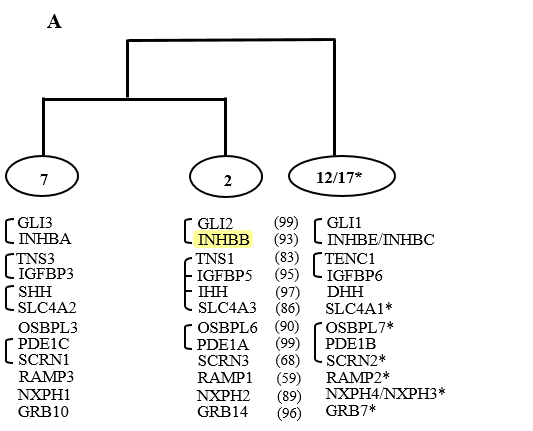 A
7 2 12/17*
GLI3 GLI2 (99) GLI1
INHBA INHBB (93) INHBE/INHBC
TNS3 TNS1 (83) TENC1
IGFBP3 IGFBP5 (95) IGFBP6
SHH IHH (97) DHH
SLC4A2 SLC4A3 (86) SLC4A1*
OSBPL3 OSBPL6 (90) OSBPL7*
PDE1C PDE1A (99) PDE1B
SCRN1 SCRN3 (68) SCRN2*
RAMP3 RAMP1 (59) RAMP2*
NXPH1 NXPH2 (89) NXPH4/NXPH3*
GRB10 GRB14 (96) GRB7*